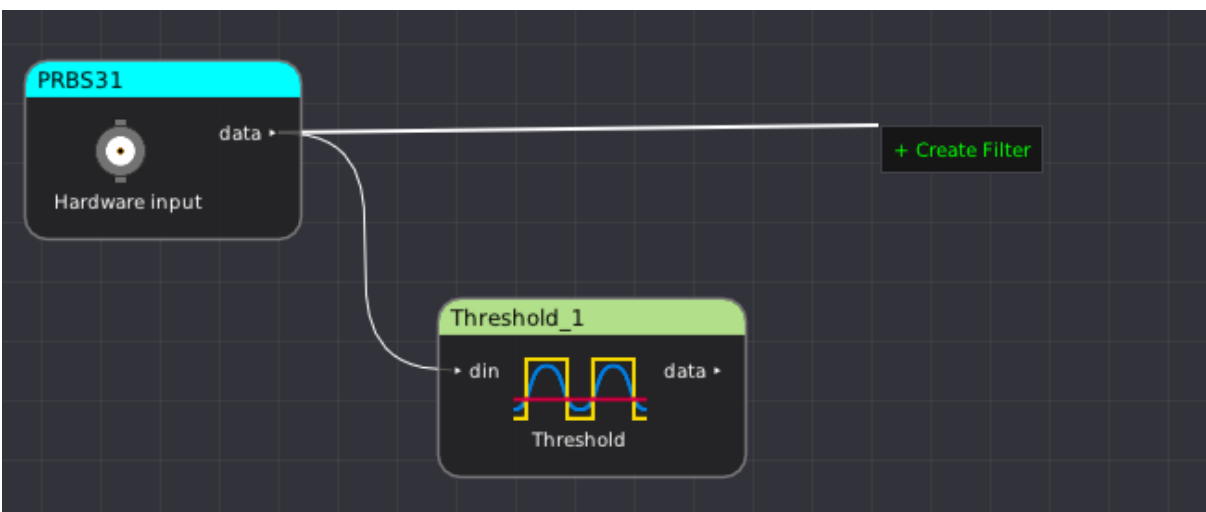 PRBS31
data
Hardware input
+ Create Filter
Threshold_1
din
data
Threshold